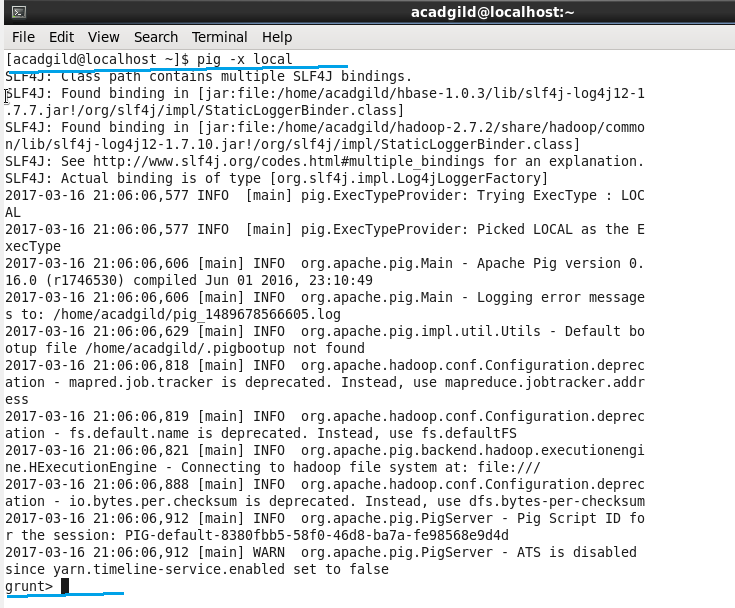 acadgild@localhost:~
File Edit View Search Terminal Help
[acadgild@localhost ~]$ pig -x local
SLF4J: Class path contains multiple SLF4J bindings.
SLF4J: Found binding in [jar:file:/home/acadgild/hbase-1.0.3/lib/slf4j-log4j12-1
.7.7.jar!/org/slf4j/impl/StaticLoggerBinder.class]
SLF4J: Found binding in [jar:file:/home/acadgild/hadoop-2.7.2/share/hadoop/commo
n/lib/slf4j-log4j12-1.7.10.jar!/org/slf4j/impl/StaticLoggerBinder.class]
SLF4J: See http://www.slf4j.org/codes.html#multiple_bindings for an explanation.
SLF4J: Actual binding is of type [org.slf4j.impl.Log4jLoggerFactory]
2017-03-16 21:06:06,577 INFO  [main] pig.ExecTypeProvider: Trying ExecType : LOC
AL
2017-03-16 21:06:06,577 INFO  [main] pig.ExecTypeProvider: Picked LOCAL as the E
xecType
2017-03-16 21:06:06,606 [main] INFO  org.apache.pig.Main - Apache Pig version 0.
16.0 (r1746530) compiled Jun 01 2016, 23:10:49
2017-03-16 21:06:06,606 [main] INFO  org.apache.pig.Main - Logging error message
s to: /home/acadgild/pig_1489678566605.log
2017-03-16 21:06:06,629 [main] INFO  org.apache.pig.impl.util.Utils - Default bo
otup file /home/acadgild/.pigbootup not found
2017-03-16 21:06:06,818 [main] INFO  org.apache.hadoop.conf.Configuration.deprec
ation - mapred.job.tracker is deprecated. Instead, use mapreduce.jobtracker.addr
ess
2017-03-16 21:06:06,819 [main] INFO  org.apache.hadoop.conf.Configuration.deprec
ation - fs.default.name is deprecated. Instead, use fs.defaultFS
2017-03-16 21:06:06,821 [main] INFO  org.apache.pig.backend.hadoop.executionengi
ne.HExecutionEngine - Connecting to hadoop file system at: file:///
2017-03-16 21:06:06,888 [main] INFO  org.apache.hadoop.conf.Configuration.deprec
ation - io.bytes.per.checksum is deprecated. Instead, use dfs.bytes-per-checksum
2017-03-16 21:06:06,912 [main] INFO  org.apache.pig.PigServer - Pig Script ID fo
r the session: PIG-default-8380fbb5-58f0-46d8-ba7a-fe98568e9d4d
2017-03-16 21:06:06,912 [main] WARN  org.apache.pig.PigServer - ATS is disabled
since yarn.timeline-service.enabled set to false
grunt>